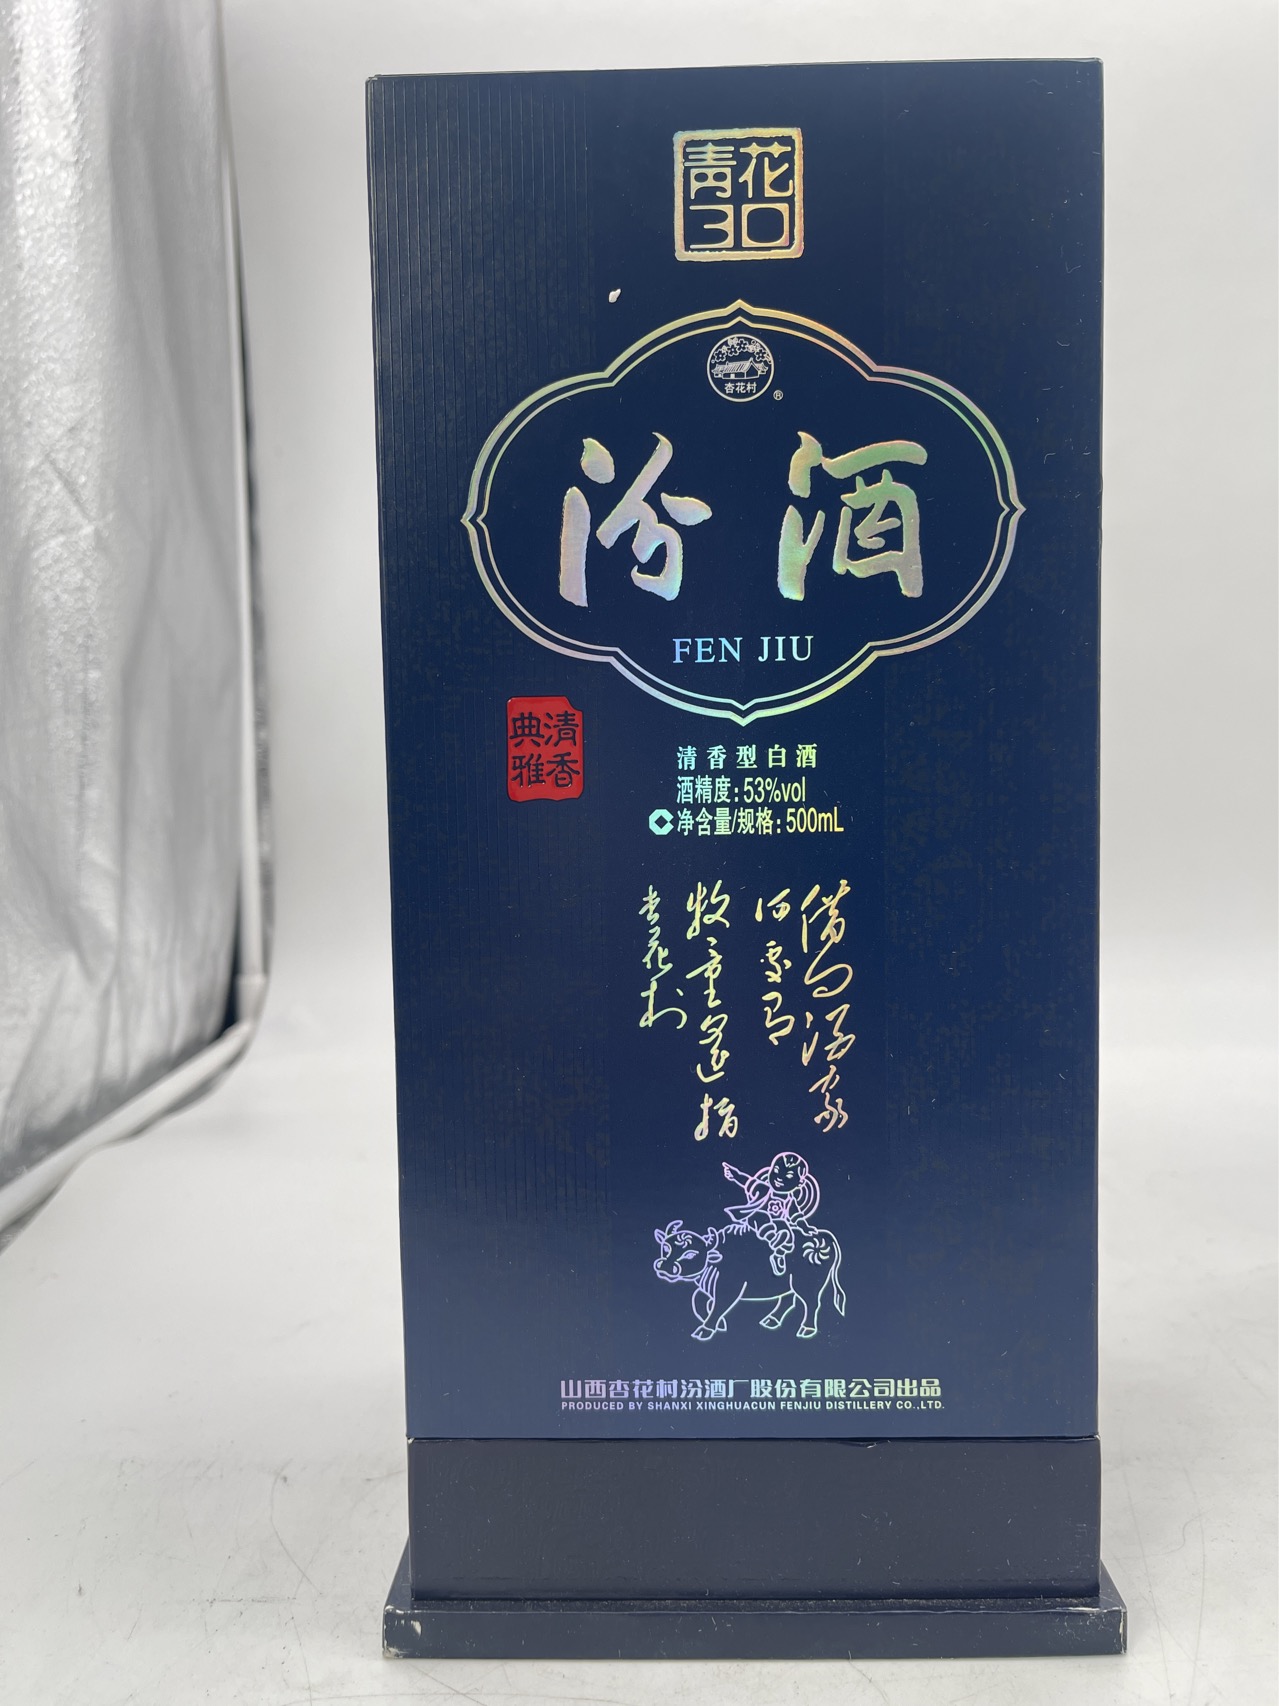 青花
30
杏花村
®
汾酒
FEN JIU
清香
典雅
清香型白酒
酒精度:53%vol
净含量/规格:500mL
借问酒家
何处有
牧童遥指
杏花村
山西杏花村汾酒厂股份有限公司出品
PRODUCED BY SHANXI XINGHUACUN FENJIU DISTILLERY CO.,LTD.